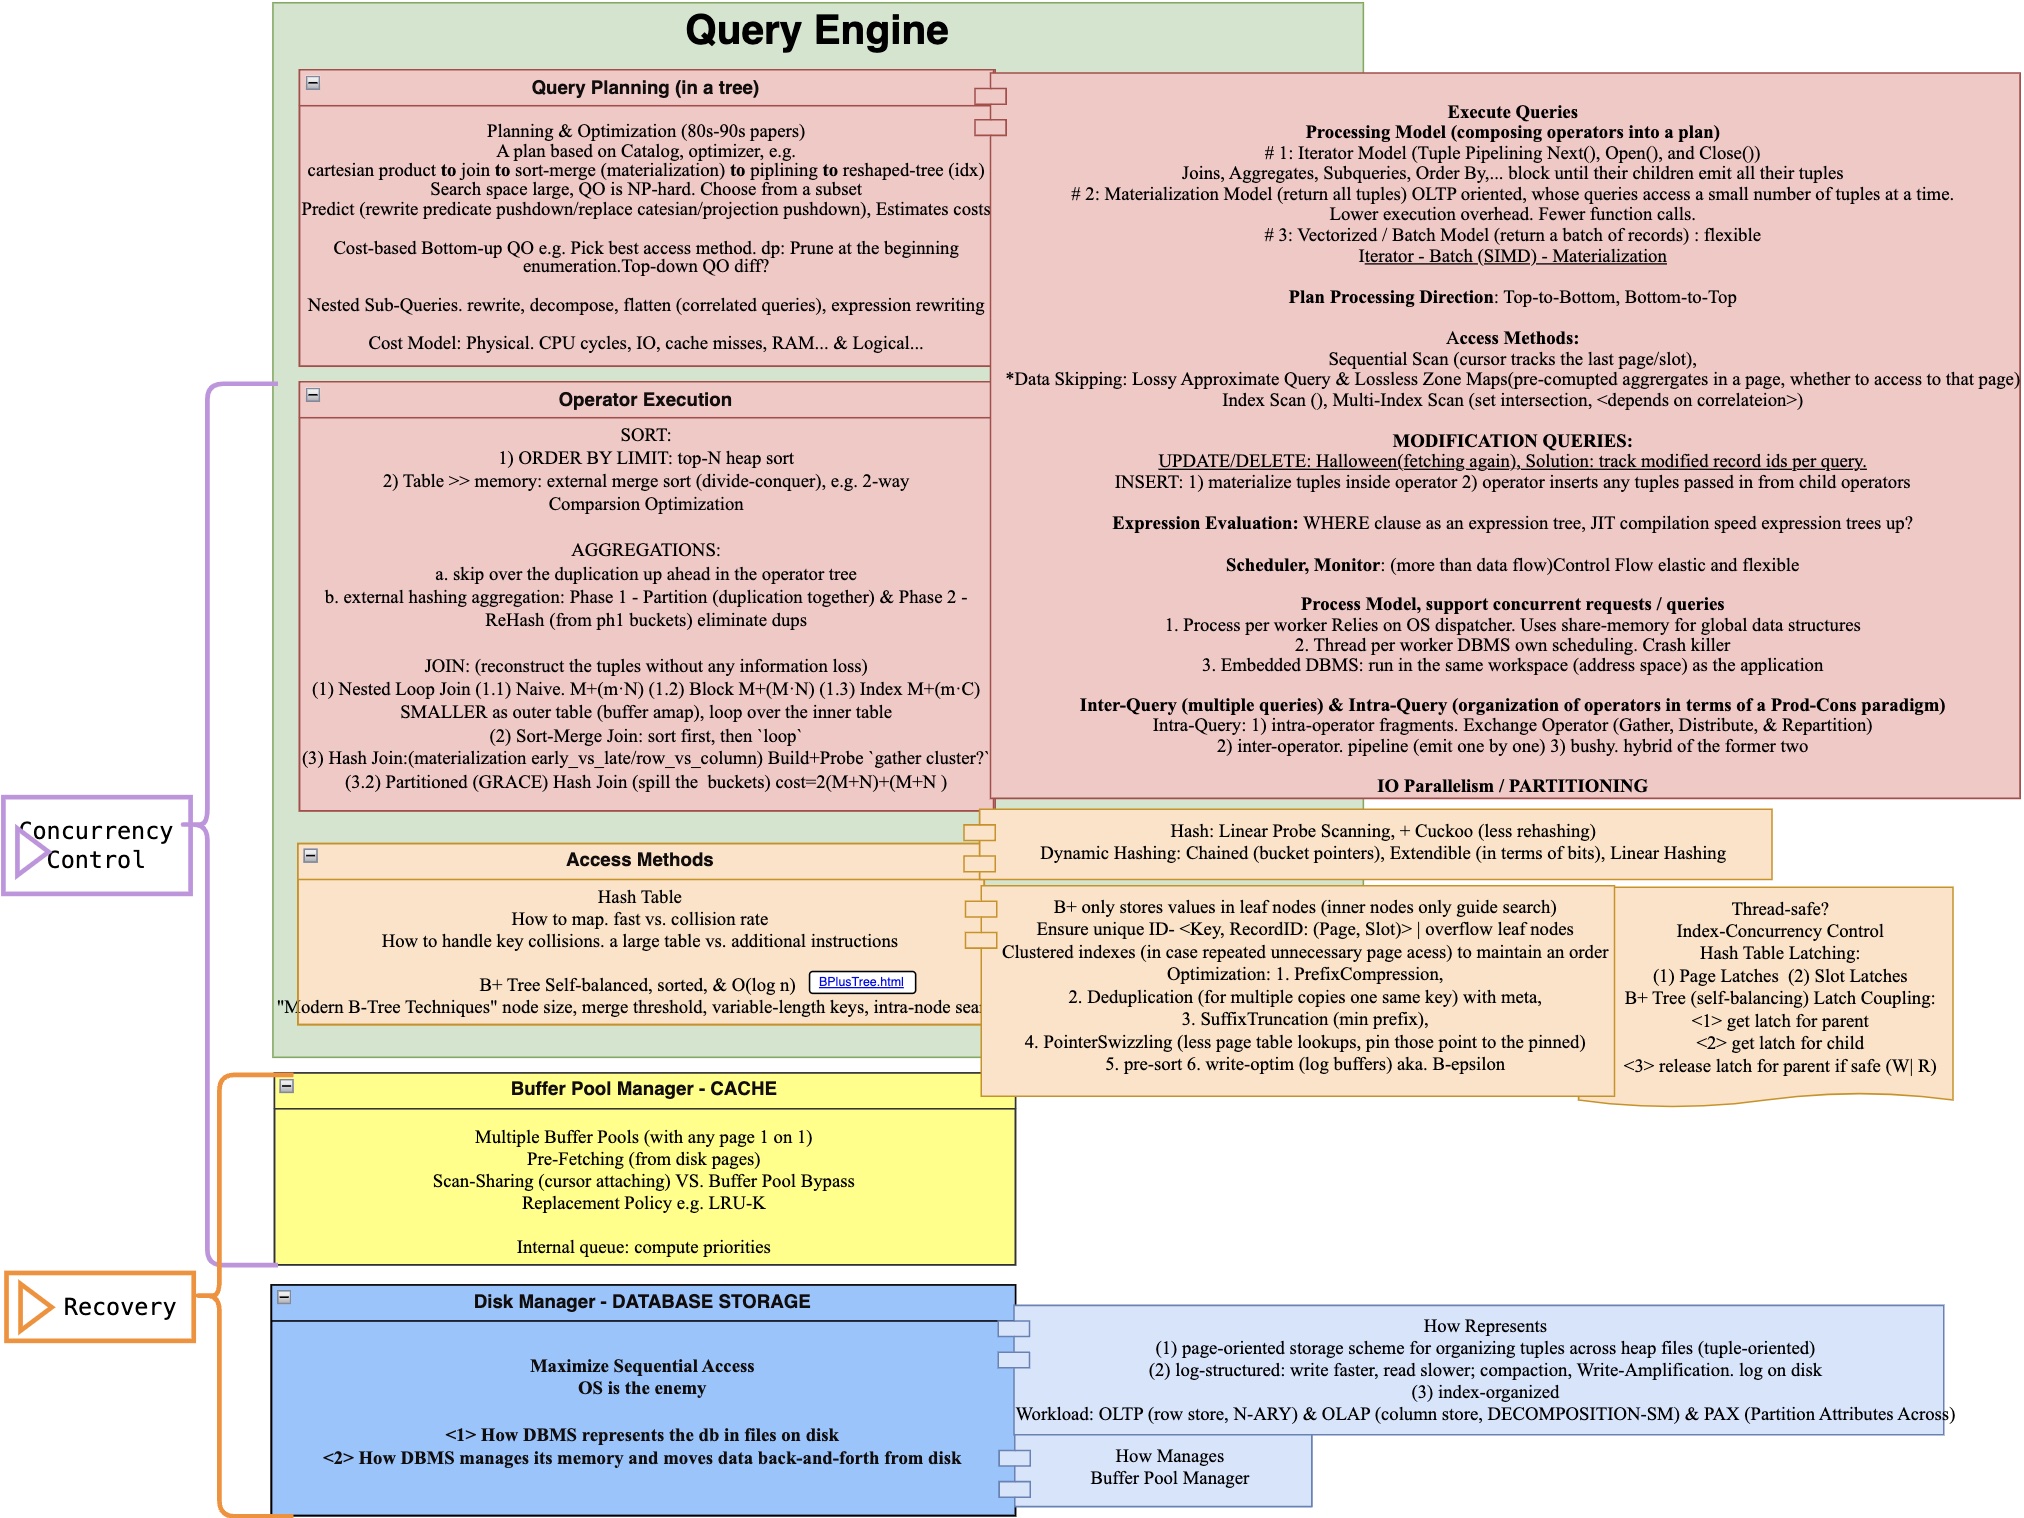 Query Engine
Query Planning (in a tree)
Planning & Optimization (80s-90s papers)
A plan based on Catalog, optimizer, e.g.
cartesian product to join to sort-merge (materialization) to piplining to reshaped-tree (idx)
Search space large, QO is NP-hard. Choose from a subset
Predict (rewrite predicate pushdown/replace catesian/projection pushdown), Estimates costs
Cost-based Bottom-up QO e.g. Pick best access method. dp: Prune at the beginning
enumeration.Top-down QO diff?
Nested Sub-Queries. rewrite, decompose, flatten (correlated queries), expression rewriting
Cost Model: Physical. CPU cycles, IO, cache misses, RAM... & Logical...
Execute Queries
Processing Model (composing operators into a plan)
# 1: Iterator Model (Tuple Pipelining Next(), Open(), and Close())
Joins, Aggregates, Subqueries, Order By,... block until their children emit all their tuples
# 2: Materialization Model (return all tuples) OLTP oriented, whose queries access a small number of tuples at a time.
Lower execution overhead. Fewer function calls.
# 3: Vectorized / Batch Model (return a batch of records) : flexible
Iterator - Batch (SIMD) - Materialization
Plan Processing Direction: Top-to-Bottom, Bottom-to-Top
Access Methods:
Sequential Scan (cursor tracks the last page/slot),
*Data Skipping: Lossy Approximate Query & Lossless Zone Maps(pre-comupted aggrergates in a page, whether to access to that page)
Index Scan (), Multi-Index Scan (set intersection, <depends on correlateion>)
MODIFICATION QUERIES:
UPDATE/DELETE: Halloween(fetching again), Solution: track modified record ids per query.
INSERT: 1) materialize tuples inside operator 2) operator inserts any tuples passed in from child operators
Expression Evaluation: WHERE clause as an expression tree, JIT compilation speed expression trees up?
Scheduler, Monitor: (more than data flow)Control Flow elastic and flexible
Process Model, support concurrent requests / queries
1. Process per worker Relies on OS dispatcher. Uses share-memory for global data structures
2. Thread per worker DBMS own scheduling. Crash killer
3. Embedded DBMS: run in the same workspace (address space) as the application
Inter-Query (multiple queries) & Intra-Query (organization of operators in terms of a Prod-Cons paradigm)
Intra-Query: 1) intra-operator fragments. Exchange Operator (Gather, Distribute, & Repartition)
2) inter-operator. pipeline (emit one by one) 3) bushy. hybrid of the former two
IO Parallelism / PARTITIONING
Operator Execution
SORT:
1) ORDER BY LIMIT: top-N heap sort
2) Table >> memory: external merge sort (divide-conquer), e.g. 2-way
Comparsion Optimization
AGGREGATIONS:
a. skip over the duplication up ahead in the operator tree
b. external hashing aggregation: Phase 1 - Partition (duplication together) & Phase 2 -
ReHash (from ph1 buckets) eliminate dups
JOIN: (reconstruct the tuples without any information loss)
(1) Nested Loop Join (1.1) Naive. M+(m·N) (1.2) Block M+(M·N) (1.3) Index M+(m·C)
SMALLER as outer table (buffer amap), loop over the inner table
(2) Sort-Merge Join: sort first, then `loop`
(3) Hash Join:(materialization early_vs_late/row_vs_column) Build+Probe `gather cluster?`
(3.2) Partitioned (GRACE) Hash Join (spill the buckets) cost=2(M+N)+(M+N )
Concurrency
Control
Access Methods
Hash Table
How to map. fast vs. collision rate
How to handle key collisions. a large table vs. additional instructions
B+ Tree Self-balanced, sorted, & O(log n) BPlusTree.html
"Modern B-Tree Techniques" node size, merge threshold, variable-length keys, intra-node sea
Hash: Linear Probe Scanning, + Cuckoo (less rehashing)
Dynamic Hashing: Chained (bucket pointers), Extendible (in terms of bits), Linear Hashing
B+ only stores values in leaf nodes (inner nodes only guide search)
Ensure unique ID- <Key, RecordID: (Page, Slot)> | overflow leaf nodes
Clustered indexes (in case repeated unnecessary page acess) to maintain an order
Optimization: 1. PrefixCompression,
2. Deduplication (for multiple copies one same key) with meta,
3. SuffixTruncation (min prefix),
4. PointerSwizzling (less page table lookups, pin those point to the pinned)
5. pre-sort 6. write-optim (log buffers) aka. B-epsilon
Thread-safe?
Index-Concurrency Control
Hash Table Latching:
(1) Page Latches (2) Slot Latches
B+ Tree (self-balancing) Latch Coupling:
<1> get latch for parent
<2> get latch for child
<3> release latch for parent if safe (W| R)
Buffer Pool Manager - CACHE
Multiple Buffer Pools (with any page 1 on 1)
Pre-Fetching (from disk pages)
Scan-Sharing (cursor attaching) VS. Buffer Pool Bypass
Replacement Policy e.g. LRU-K
Internal queue: compute priorities
Recovery
Disk Manager - DATABASE STORAGE
Maximize Sequential Access
OS is the enemy
<1> How DBMS represents the db in files on disk
<2> How DBMS manages its memory and moves data back-and-forth from disk
How Represents
(1) page-oriented storage scheme for organizing tuples across heap files (tuple-oriented)
(2) log-structured: write faster, read slower; compaction, Write-Amplification. log on disk
(3) index-organized
Workload: OLTP (row store, N-ARY) & OLAP (column store, DECOMPOSITION-SM) & PAX (Partition Attributes Across)
How Manages
Buffer Pool Manager